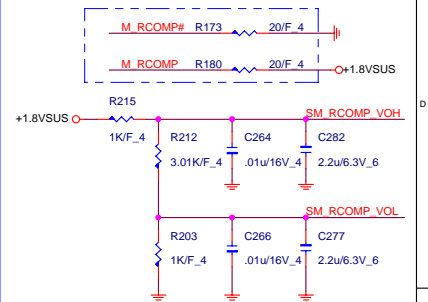 M_RCOMP# R173 20/F_4
M_RCOMP R180 20/F_4
+1.8VSUS
R215
+1.8VSUS
1K/F_4
SM_RCOMP_VOH
D
R212 C264 C282
3.01K/F_4 .01u/16V_4 2.2u/6.3V_6
SM_RCOMP_VOL
R203 C266 C277
1K/F_4 .01u/16V_4 2.2u/6.3V_6